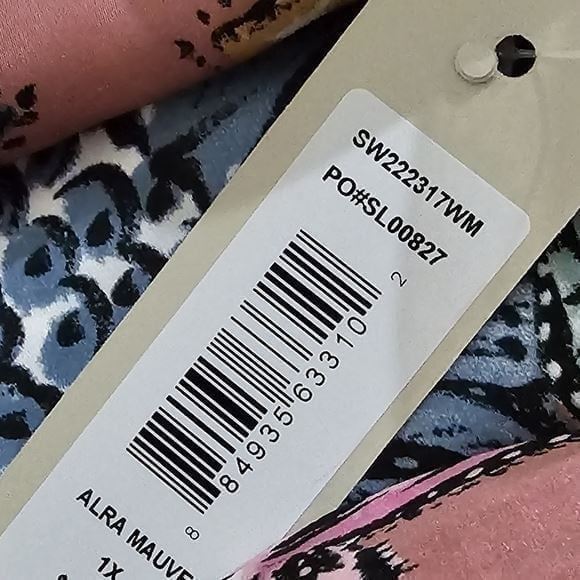 SW222317WM
PO#SL00827
8 84935 63310 2
ALRA MAUVE
1X